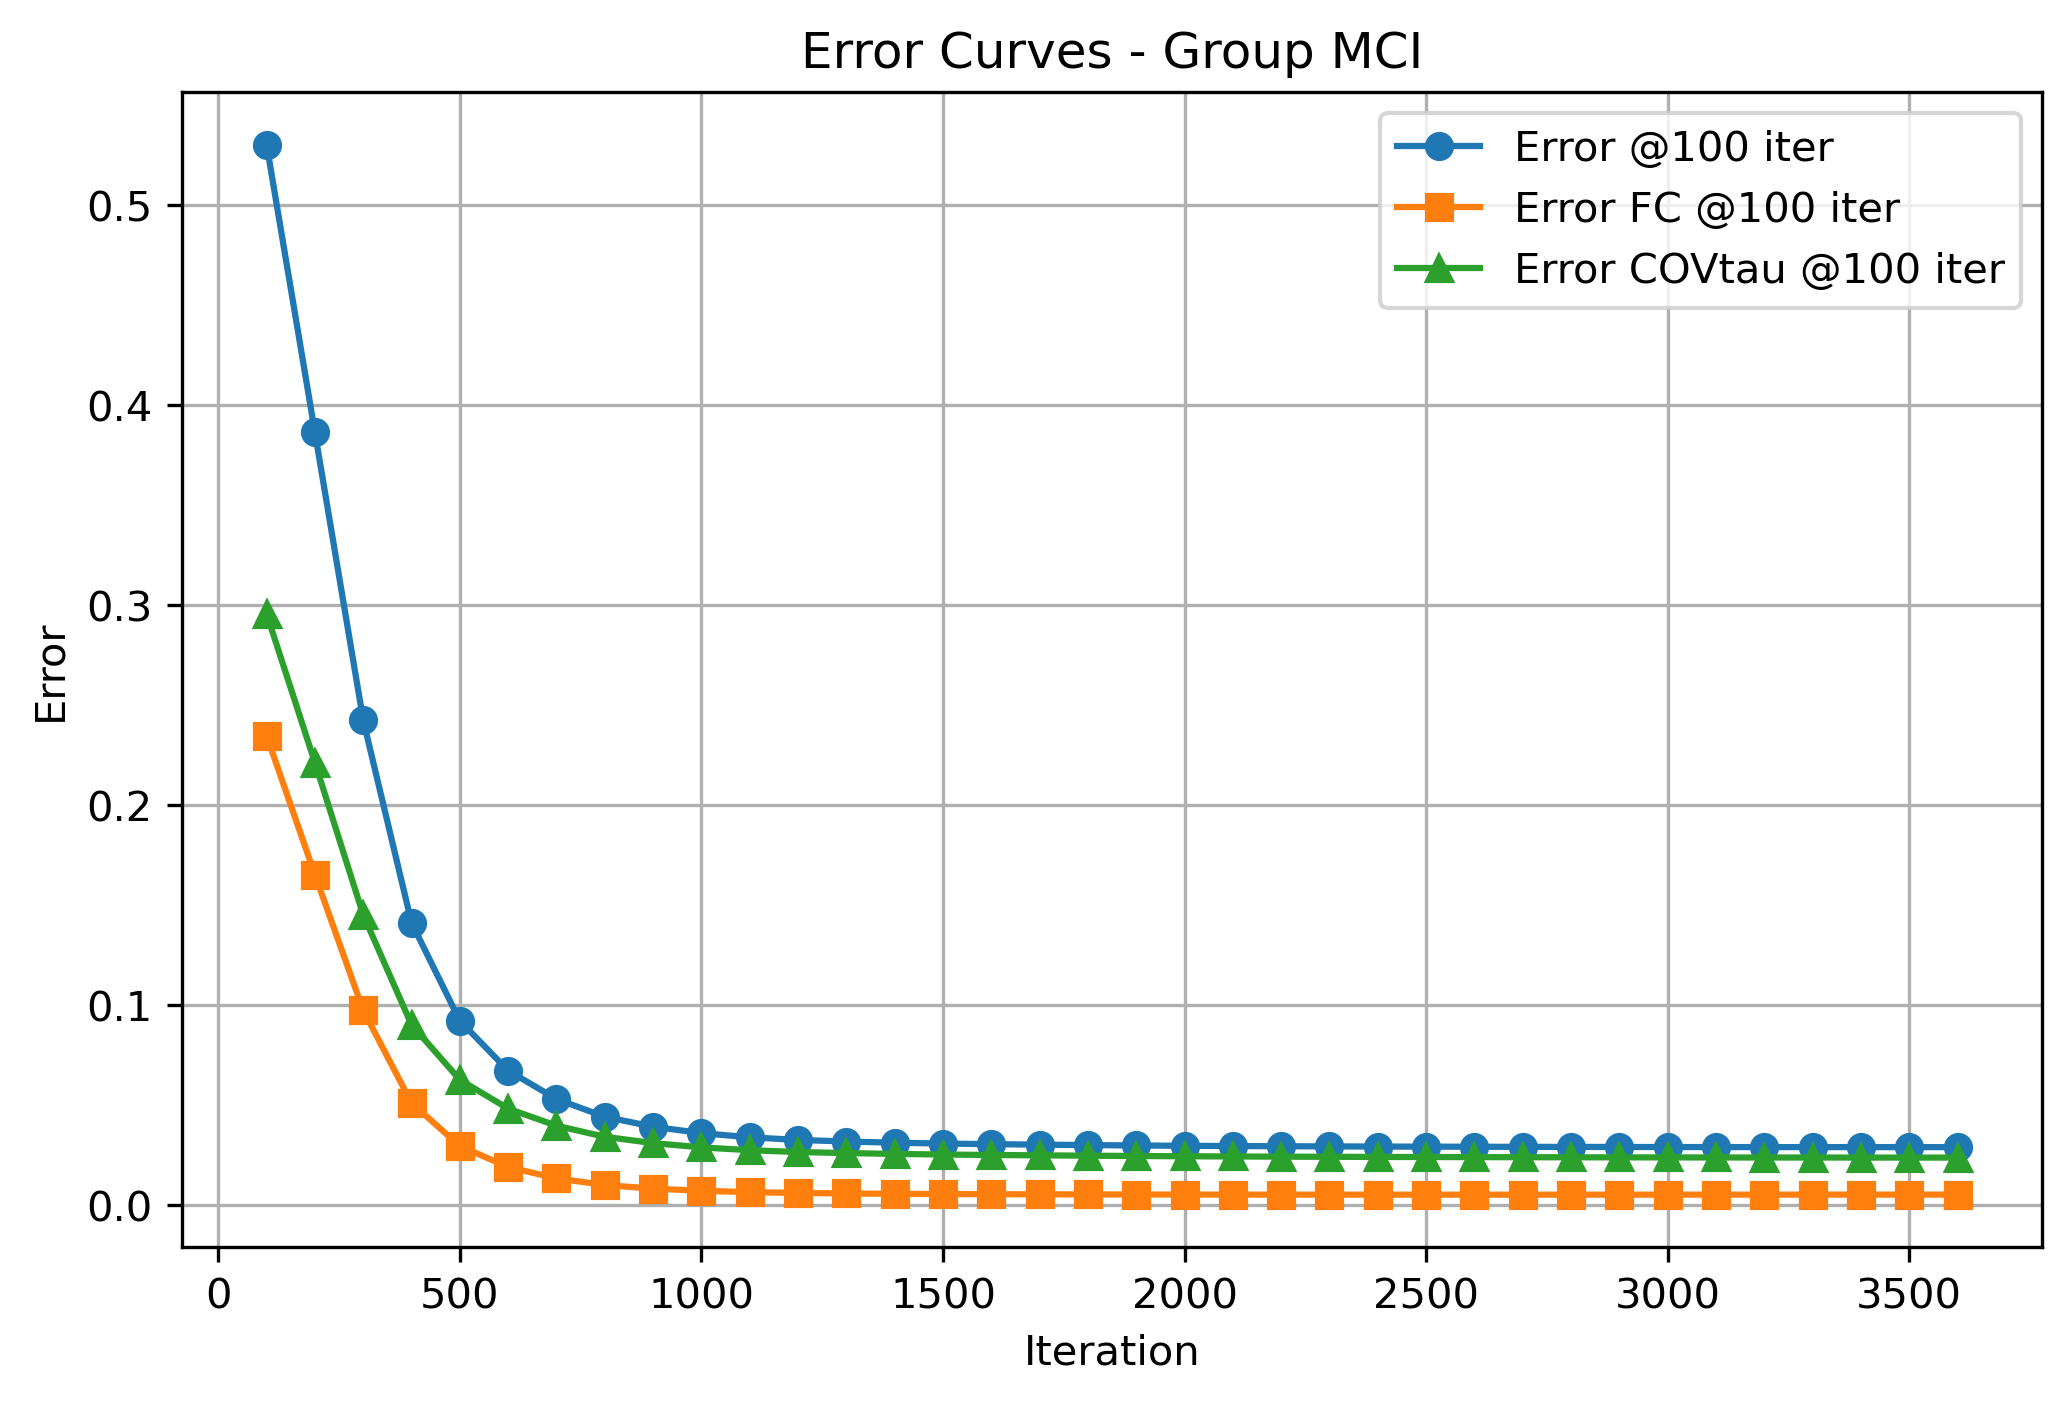 Error Curves - Group MCI
Error @100 iter
Error FC @100 iter
Error COVtau @100 iter
0.5
0.4
0.3
0.2
0.1
0.0
Error
0 500 1000 1500 2000 2500 3000 3500
Iteration